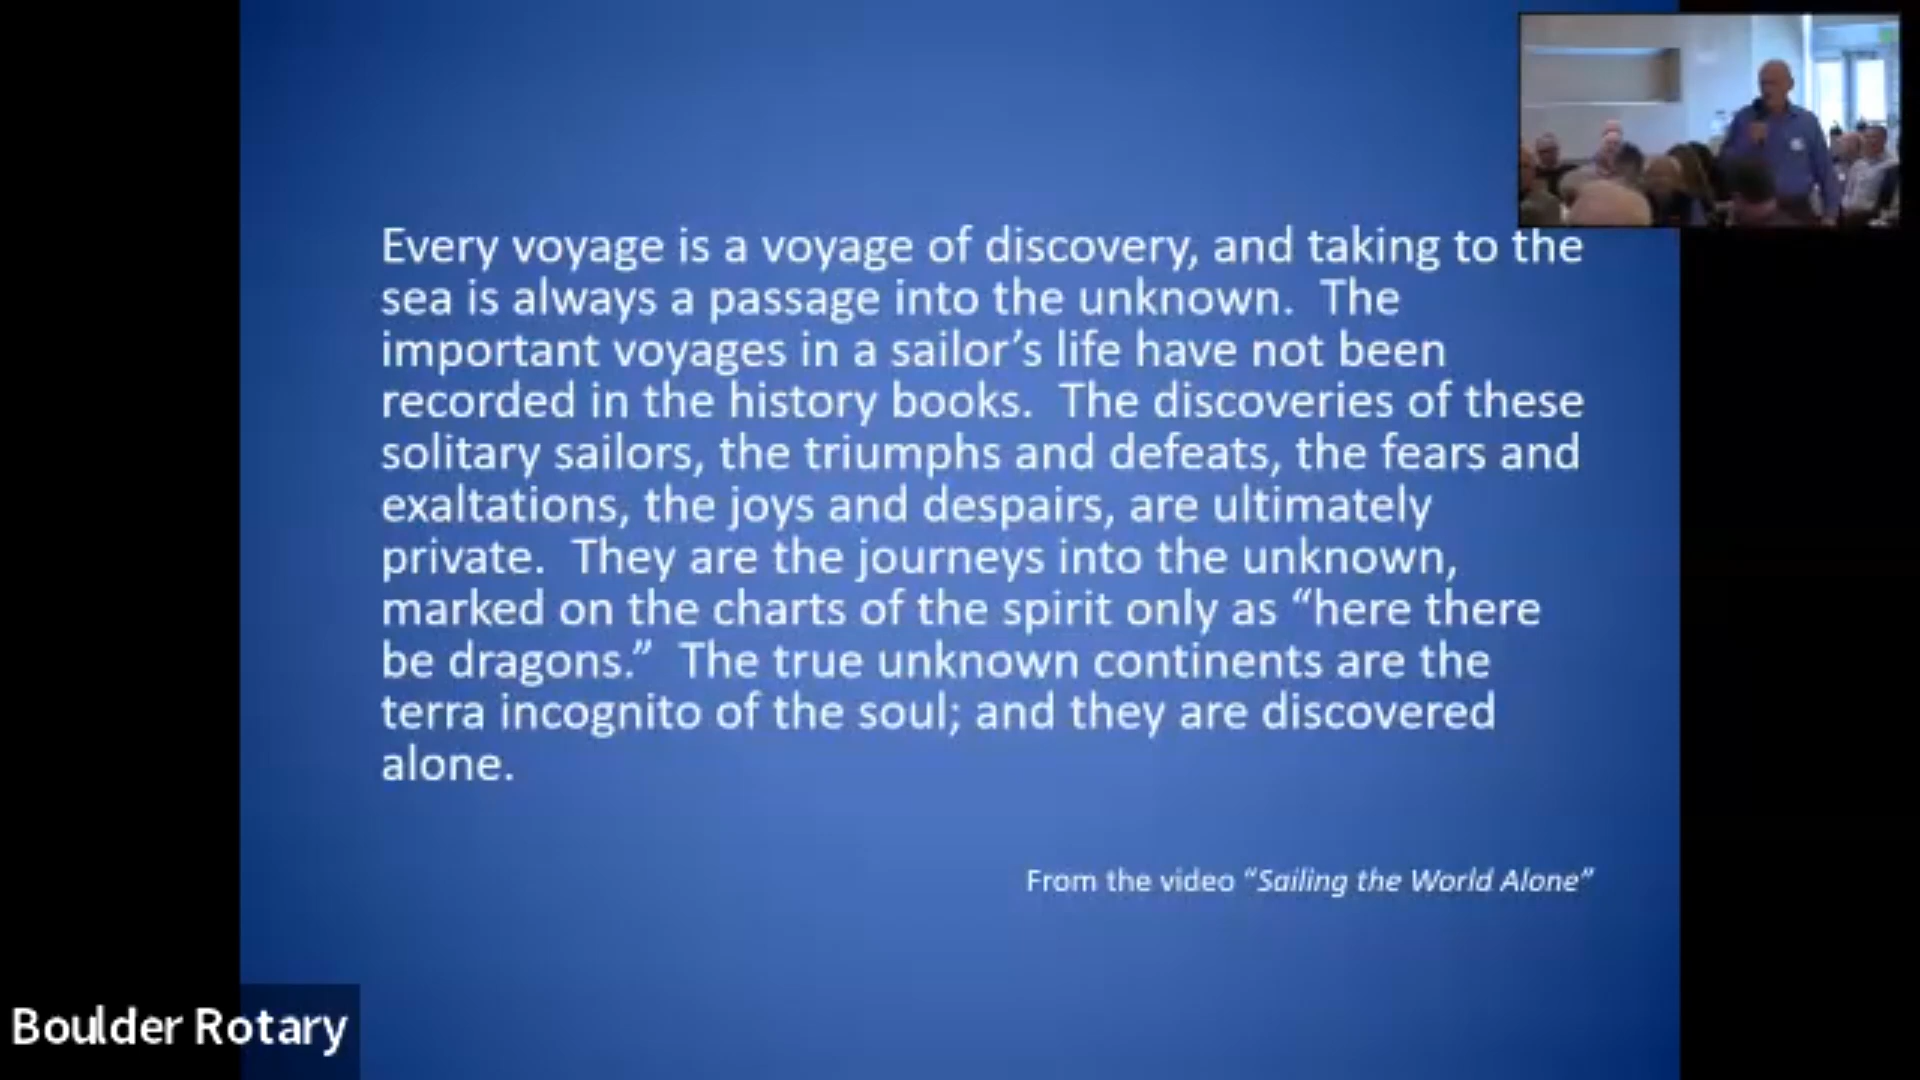 Every voyage is a voyage of discovery, and taking to the
sea is always a passage into the unknown.  The
important voyages in a sailor’s life have not been
recorded in the history books.  The discoveries of these
solitary sailors, the triumphs and defeats, the fears and
exaltations, the joys and despairs, are ultimately
private.  They are the journeys into the unknown,
marked on the charts of the spirit only as “here there
be dragons.”  The true unknown continents are the
terra incognito of the soul; and they are discovered
alone.
From the video “Sailing the World Alone”
Boulder Rotary